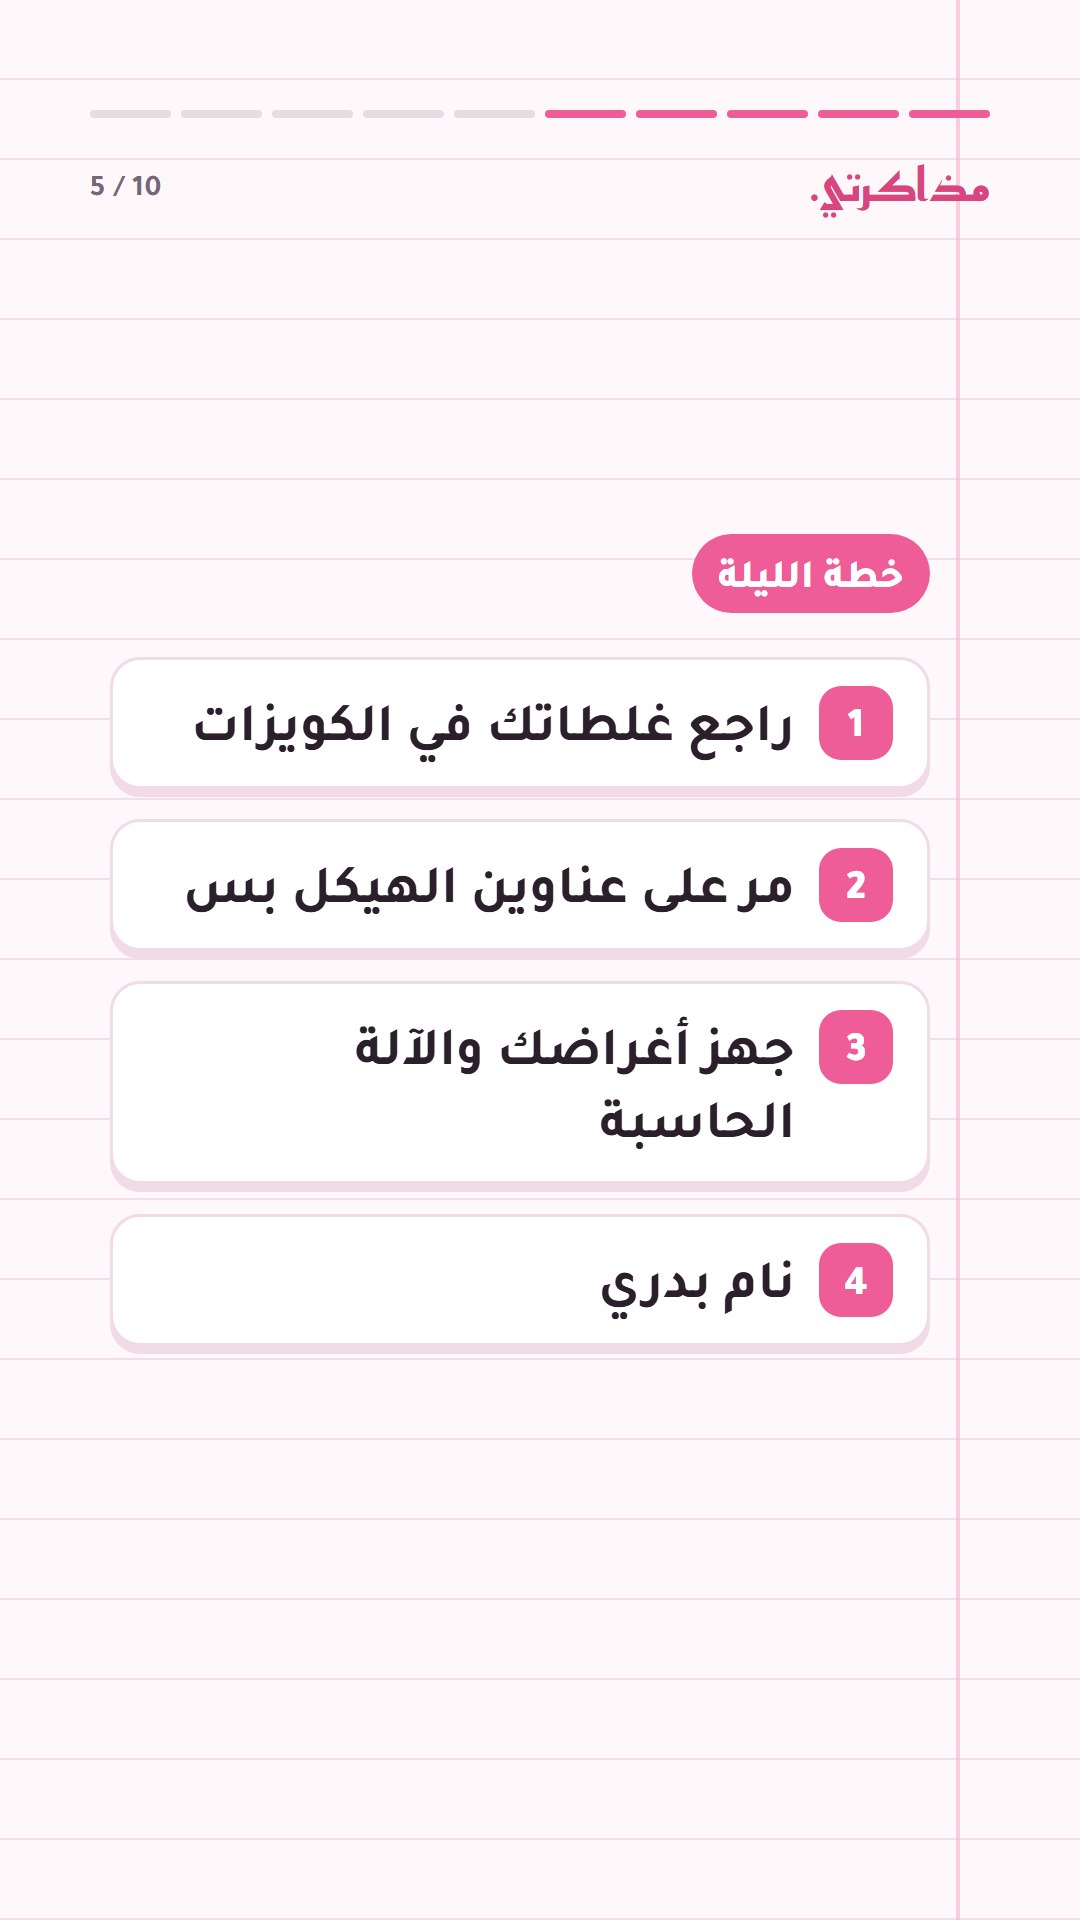 مذاكرتي.
5 / 10
خطة الليلة
1 راجع غلطاتك في الكويزات
2 مر على عناوين الهيكل بس
3 جهز أغراضك والآلة
الحاسبة
4 نام بدري